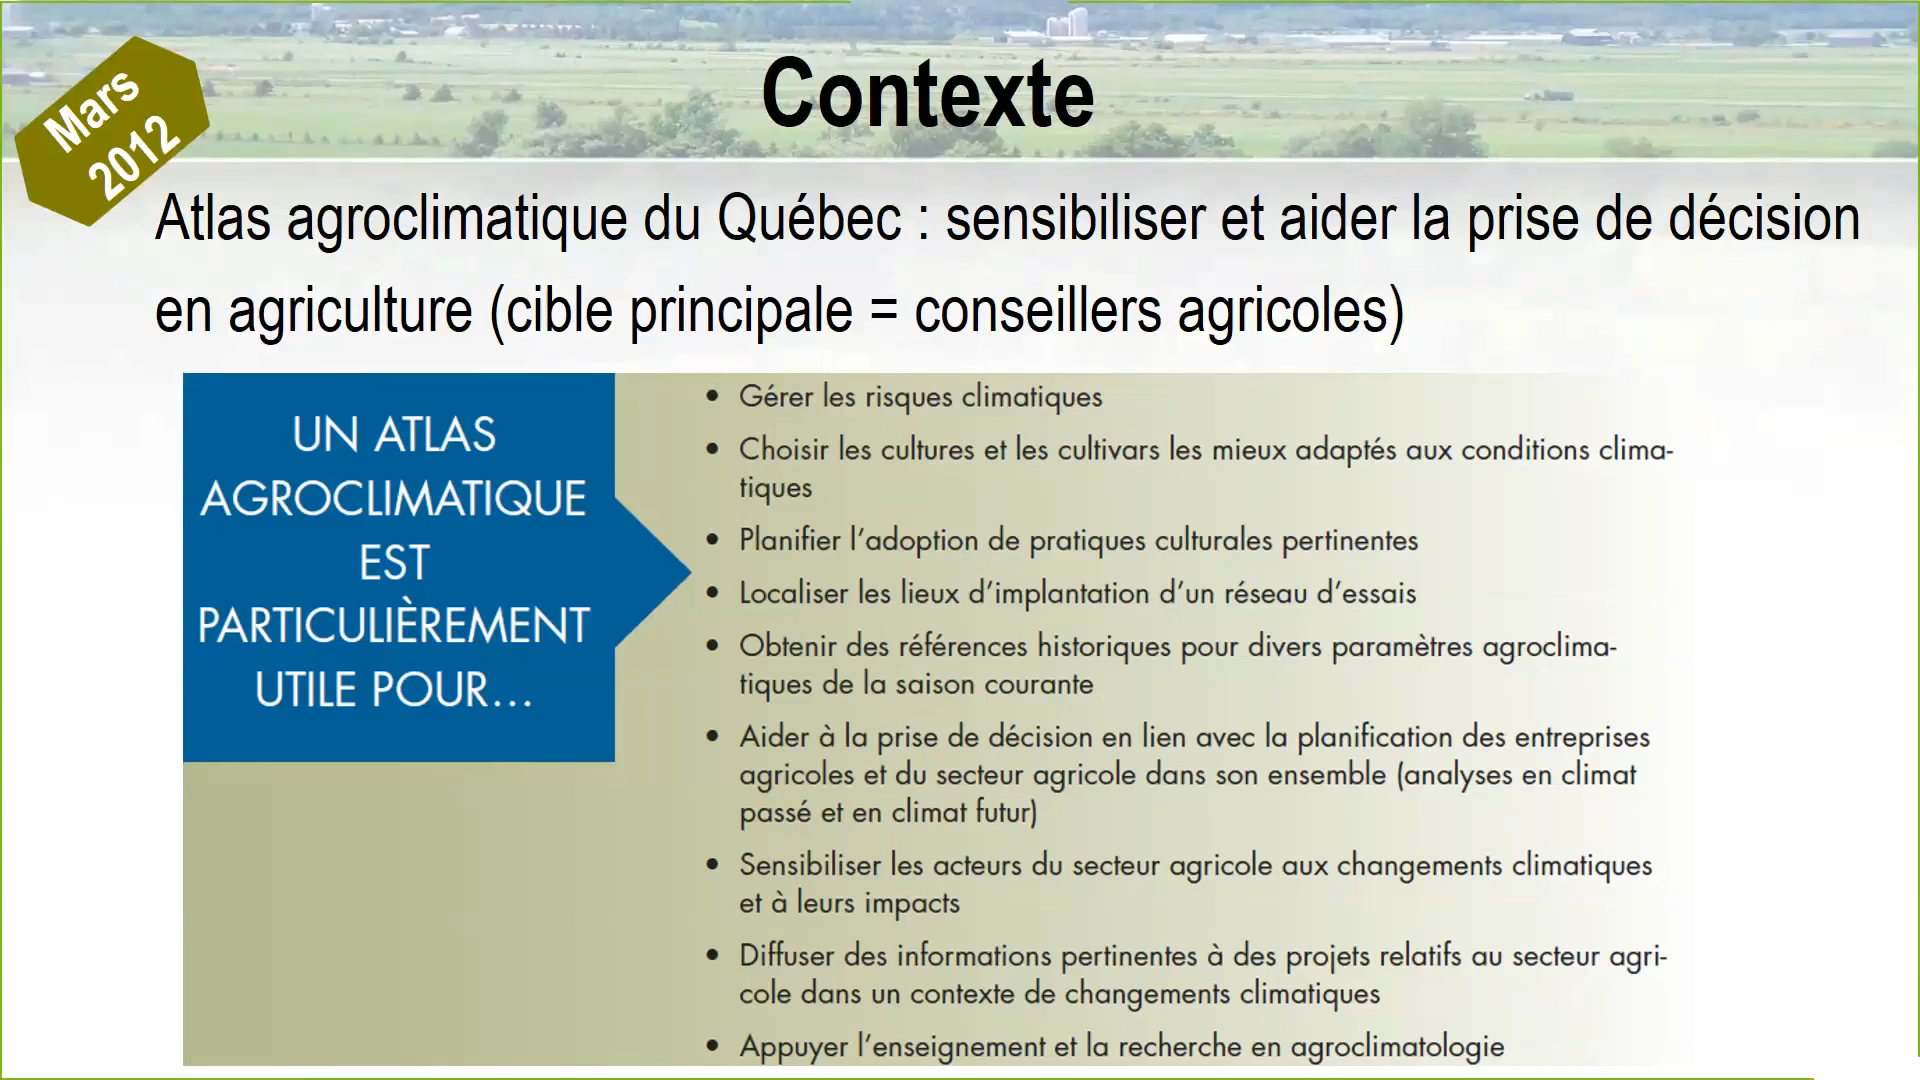 Mars
2012
Contexte
Atlas agroclimatique du Québec : sensibiliser et aider la prise de décision
en agriculture (cible principale = conseillers agricoles)
UN ATLAS
AGROCLIMATIQUE
EST
PARTICULIÈREMENT
UTILE POUR...
• Gérer les risques climatiques
• Choisir les cultures et les cultivars les mieux adaptés aux conditions clima-
tiques
• Planifier l’adoption de pratiques culturales pertinentes
• Localiser les lieux d’implantation d’un réseau d’essais
• Obtenir des références historiques pour divers paramètres agroclima-
tiques de la saison courante
• Aider à la prise de décision en lien avec la planification des entreprises
agricoles et du secteur agricole dans son ensemble (analyses en climat
passé et en climat futur)
• Sensibiliser les acteurs du secteur agricole aux changements climatiques
et à leurs impacts
• Diffuser des informations pertinentes à des projets relatifs au secteur agri-
cole dans un contexte de changements climatiques
• Appuyer l’enseignement et la recherche en agroclimatologie